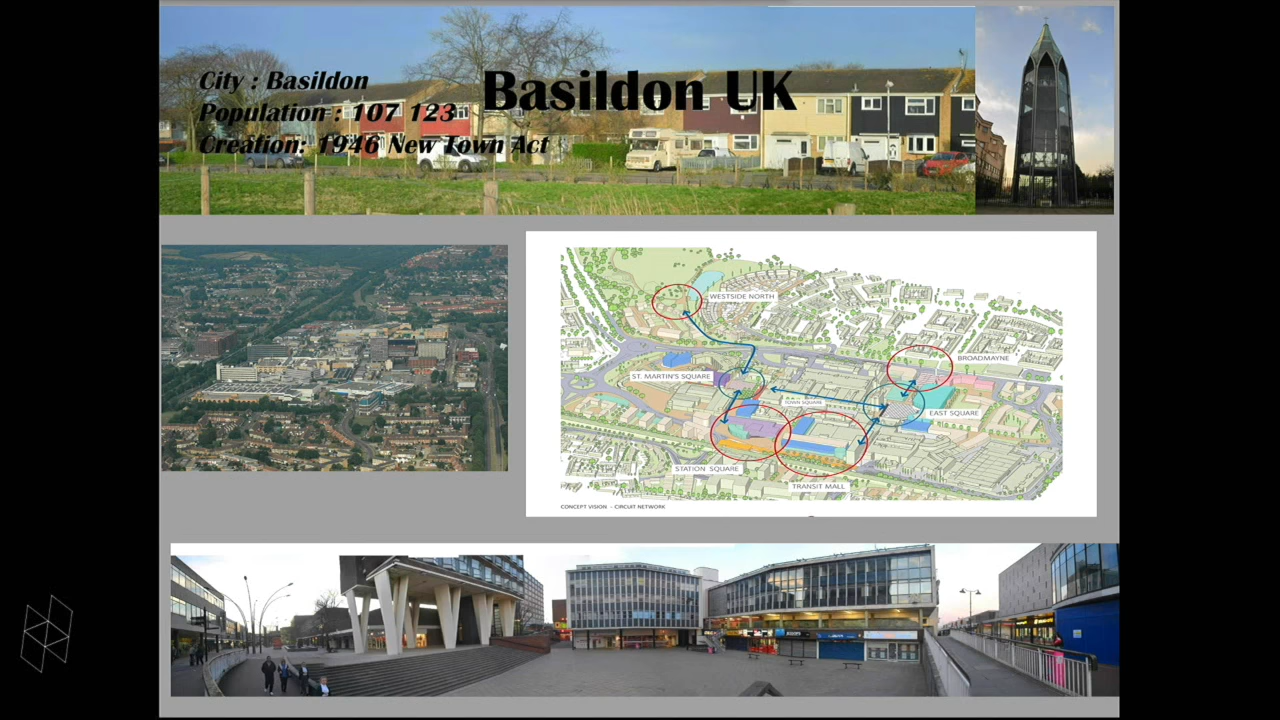 City : Basildon
Population : 107 123
Creation: 1946 New Town Act
Basildon UK
WESTSIDE NORTH
BROADMAYNE
ST. MARTIN'S SQUARE
TOWN SQUARE
EAST SQUARE
STATION SQUARE
TRANSIT MALL
CONCEPT VISION - CIRCUIT NETWORK